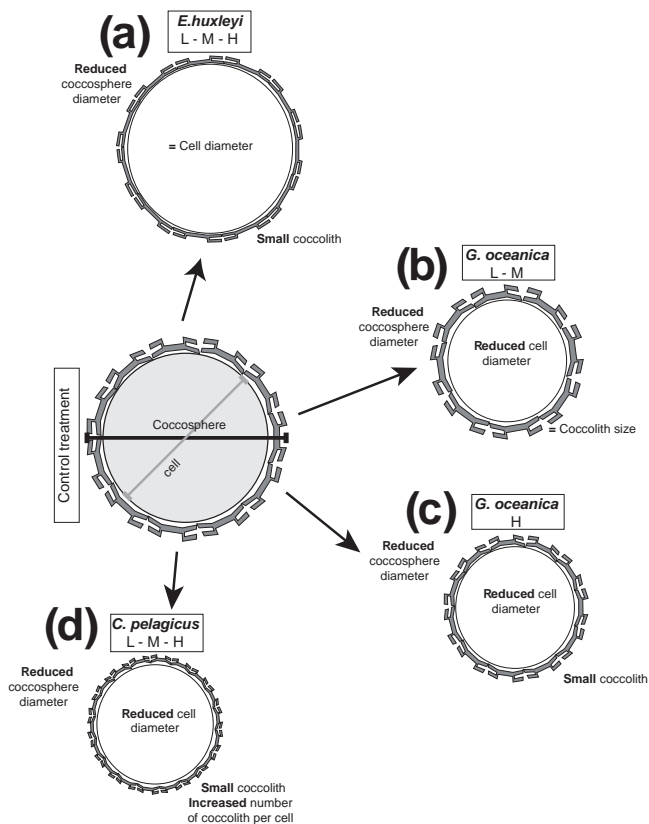 (a)
E.huxleyi
L - M - H
Reduced
coccosphere
diameter
= Cell diameter
Small coccolith
(b)
G. oceanica
L - M
Reduced
coccosphere
diameter
Reduced cell
diameter
= Coccolith size
Control treatment
Coccosphere
cell
(c)
G. oceanica
H
Reduced
coccosphere
diameter
Reduced cell
diameter
Small coccolith
(d)
C. pelagicus
L - M - H
Reduced
coccosphere
diameter
Reduced cell
diameter
Small coccolith
Increased number
of coccolith per cell